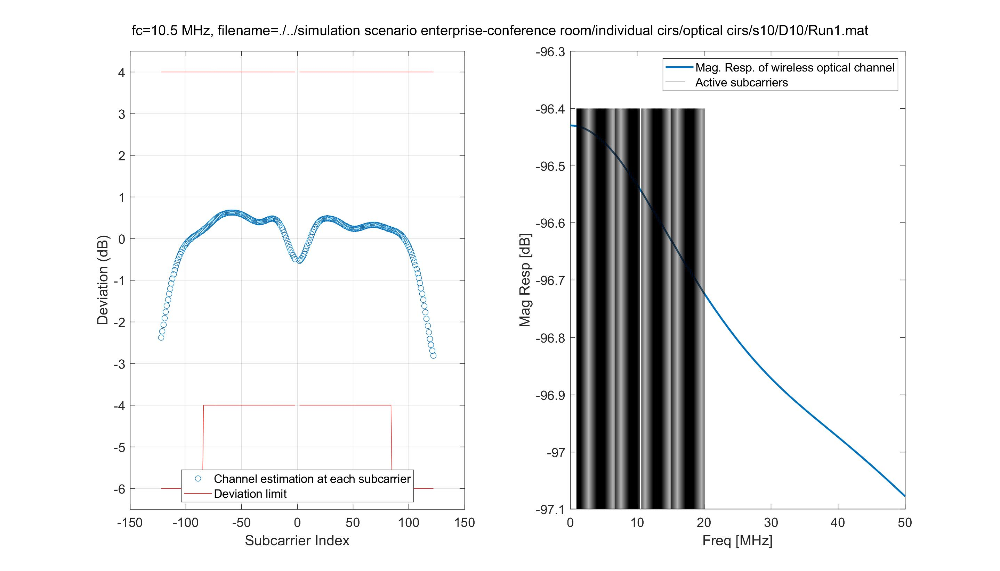 fc=10.5 MHz, filename=./../simulation scenario enterprise-conference room/individual cirs/optical cirs/s10/D10/Run1.mat
4
3
2
1
0
-1
-2
-3
-4
-5
-6
Deviation (dB)
Channel estimation at each subcarrier
Deviation limit
-150 -100 -50 0 50 100 150
Subcarrier Index
-96.3
-96.4
-96.5
-96.6
-96.7
-96.8
-96.9
-97
-97.1
Mag Resp [dB]
Mag. Resp. of wireless optical channel
Active subcarriers
0 10 20 30 40 50
Freq [MHz]